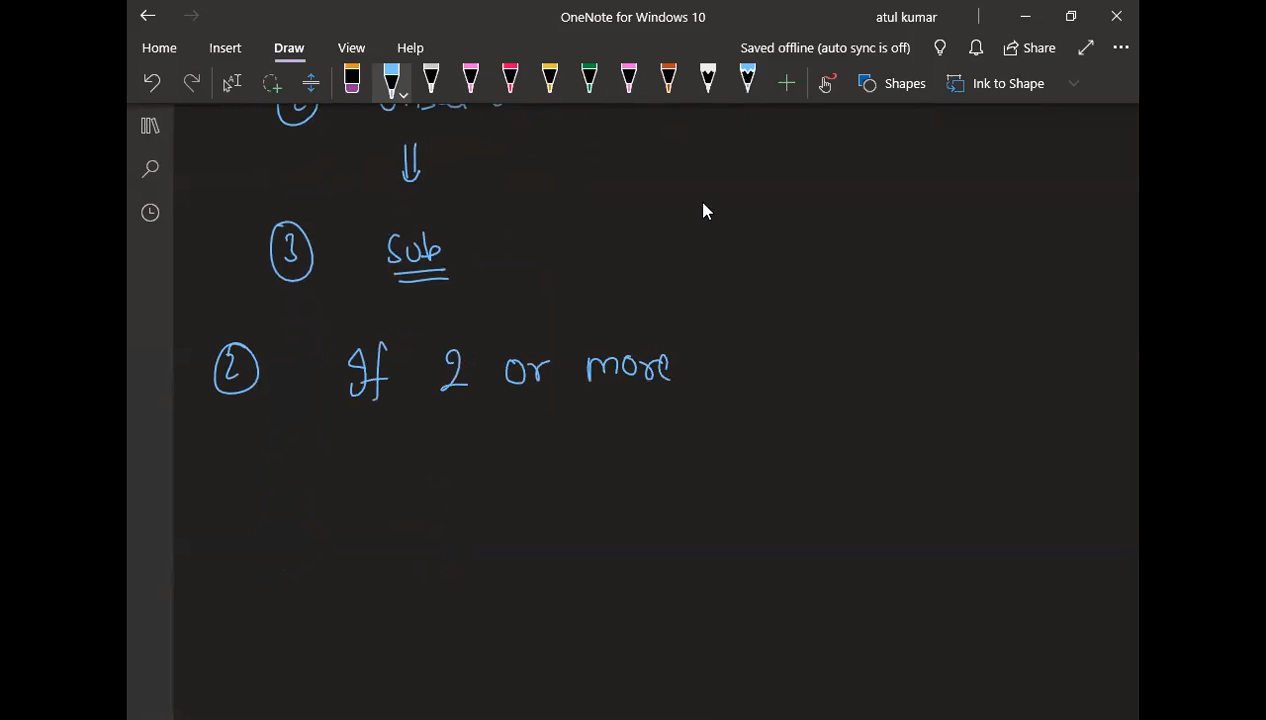 OneNote for Windows 10
atul kumar
Home Insert Draw View Help
Saved offline (auto sync is off)
Share
Shapes
Ink to Shape
3 Sub
2 If 2 or more